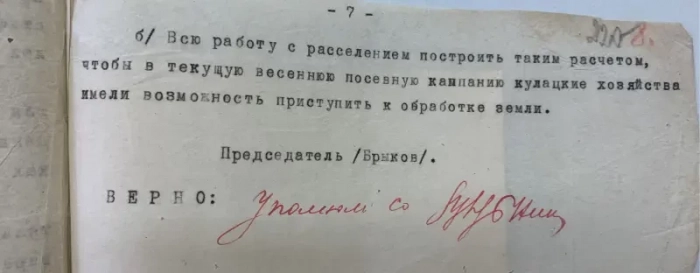 - 7 -
б/ Всю работу с расселением построить таким расчетом,
чтобы в текущую весеннюю посевную кампанию кулацкие хозяйства
имели возможность приступить к обработке земли.
Председатель /Брыков/.
ВЕРНО: